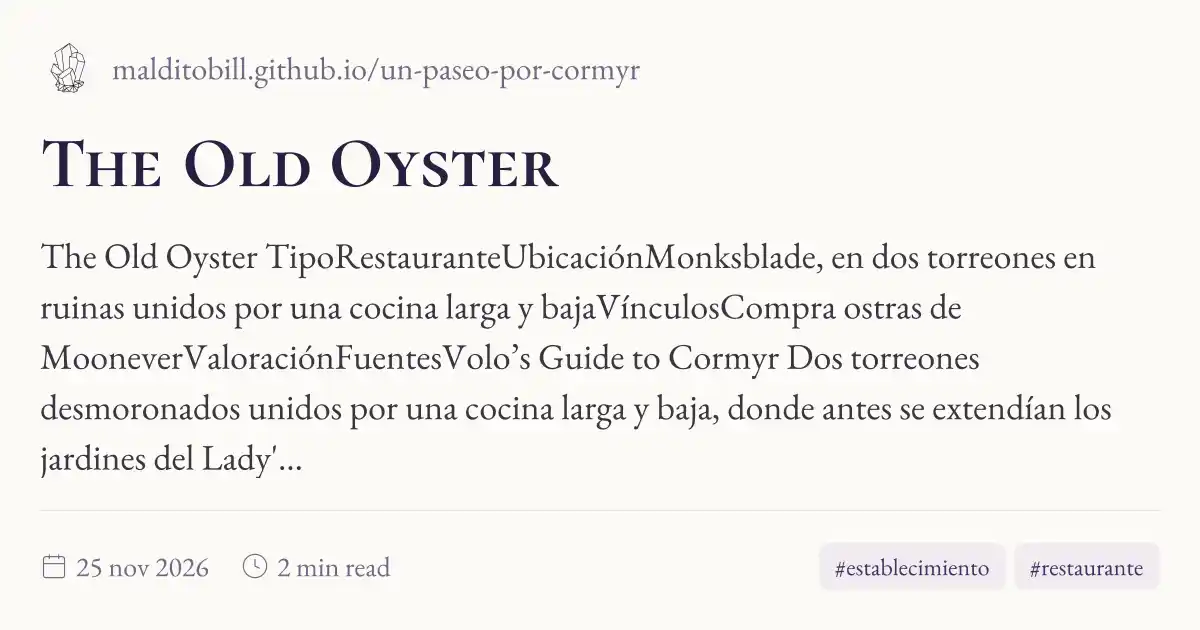 malditobill.github.io/un-paseo-por-cormyr
The Old Oyster
The Old Oyster TipoRestauranteUbicaciónMonksblade, en dos torreones en
ruinas unidos por una cocina larga y bajaVínculosCompra ostras de
MooneverValoraciónFuentesVolo’s Guide to Cormyr Dos torreones
desmoronados unidos por una cocina larga y baja, donde antes se extendían los
jardines del Lady'...
25 nov 2026
2 min read
#establecimiento
#restaurante